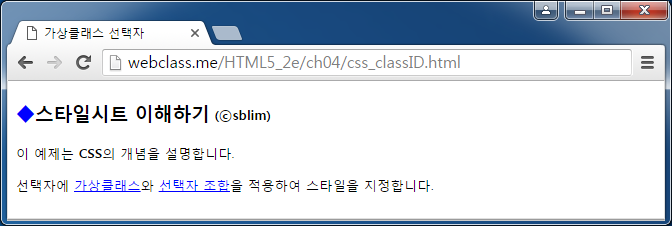 가상클래스 선택자
webclass.me/HTML5_2e/ch04/css_classID.html
◆스타일시트 이해하기 (ⓒsblim)
이 예제는 CSS의 개념을 설명합니다.
선택자에 가상클래스와 선택자 조합을 적용하여 스타일을 지정합니다.